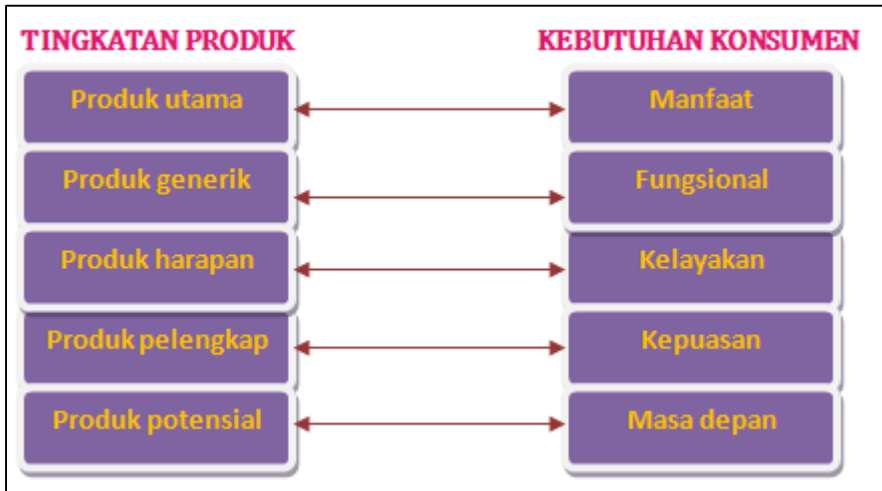 TINGKATAN PRODUK KEBUTUHAN KONSUMEN
Produk utama Manfaat
Produk generik Fungsional
Produk harapan Kelayakan
Produk pelengkap Kepuasan
Produk potensial Masa depan